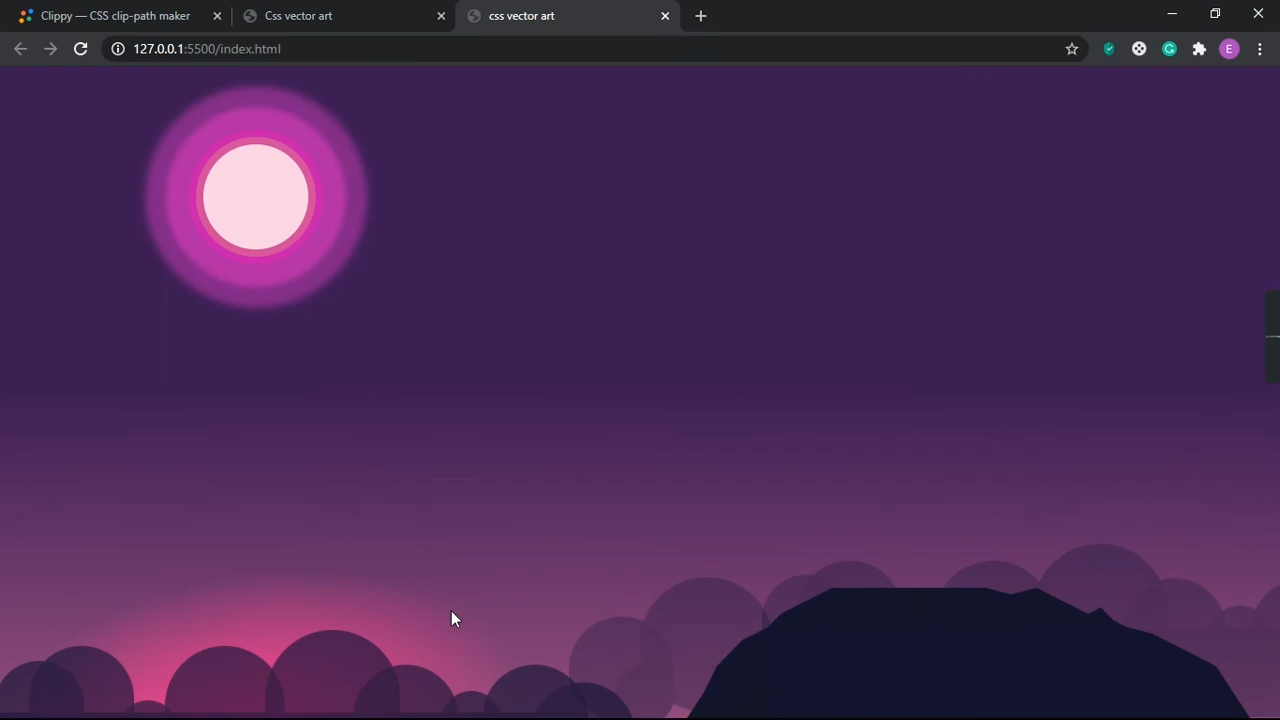 Clippy — CSS clip-path maker
Css vector art
css vector art
127.0.0.1:5500/index.html
E